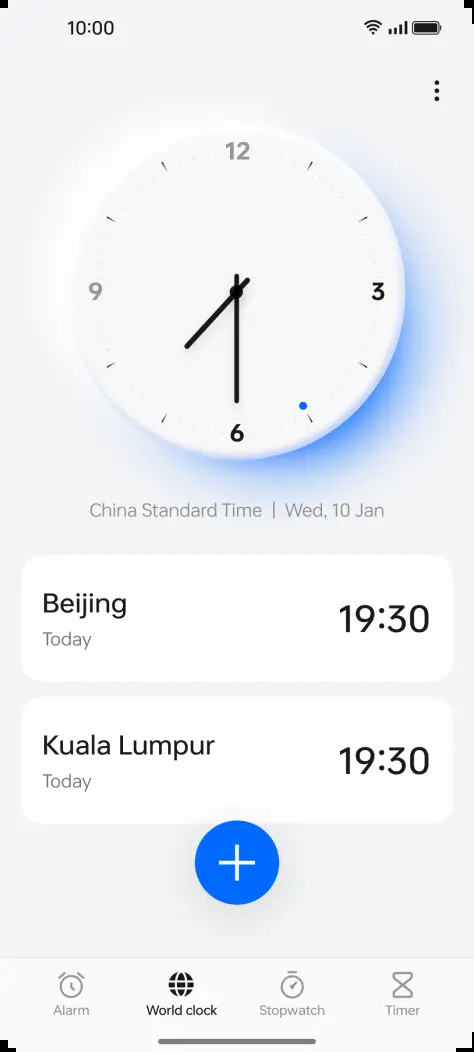 10:00
12
9
3
6
China Standard Time | Wed, 10 Jan
Beijing
Today
19:30
Kuala Lumpur
Today
19:30
Alarm
World clock
Stopwatch
Timer